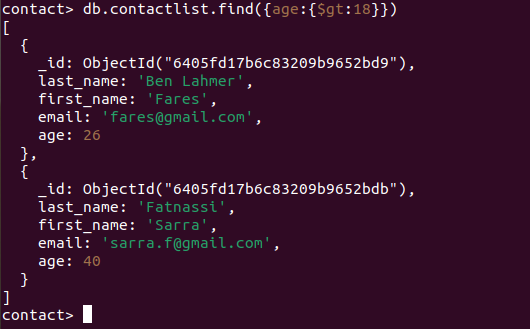 contact> db.contactlist.find({age:{$gt:18}})
[
  {
    _id: ObjectId("6405fd17b6c83209b9652bd9"),
    last_name: 'Ben Lahmer',
    first_name: 'Fares',
    email: 'fares@gmail.com',
    age: 26
  },
  {
    _id: ObjectId("6405fd17b6c83209b9652bdb"),
    last_name: 'Fatnassi',
    first_name: 'Sarra',
    email: 'sarra.f@gmail.com',
    age: 40
  }
]
contact>